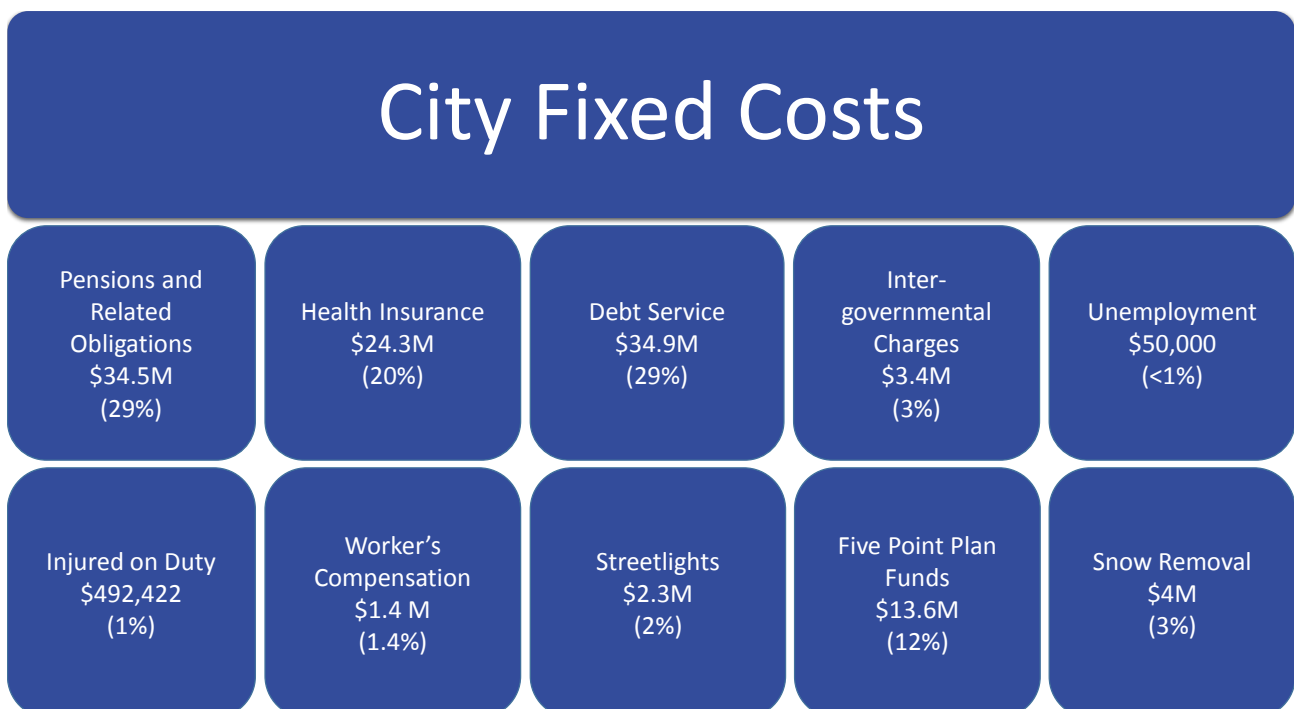 City Fixed Costs
Pensions and
Related
Obligations
$34.5M
(29%)
Health Insurance
$24.3M
(20%)
Debt Service
$34.9M
(29%)
Inter-
governmental
Charges
$3.4M
(3%)
Unemployment
$50,000
(<1%)
Injured on Duty
$492,422
(1%)
Worker’s
Compensation
$1.4 M
(1.4%)
Streetlights
$2.3M
(2%)
Five Point Plan
Funds
$13.6M
(12%)
Snow Removal
$4M
(3%)